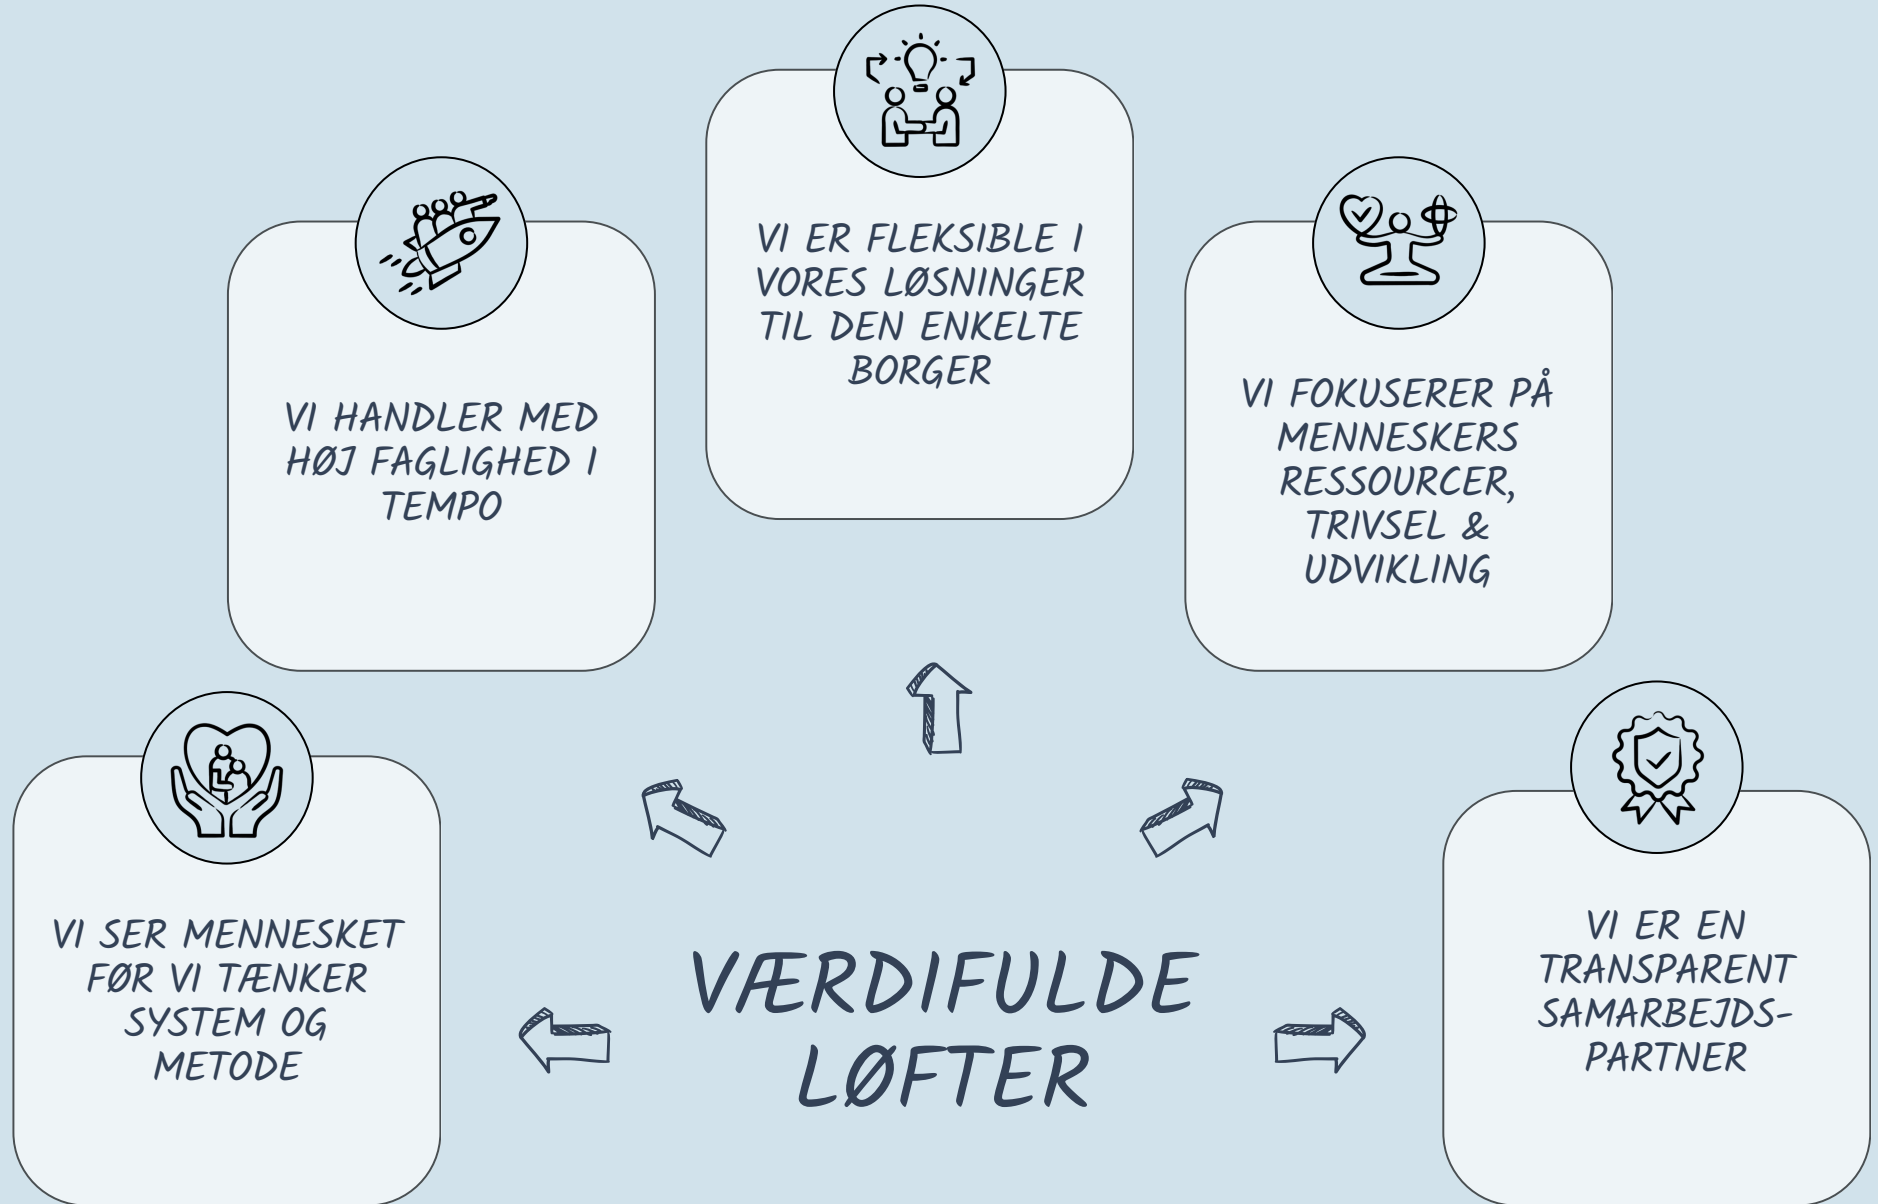 VI ER FLEKSIBLE I
VORES LØSNINGER
TIL DEN ENKELTE
BORGER
VI HANDLER MED
HØJ FAGLIGHED I
TEMPO
VI FOKUSERER PÅ
MENNESKERS
RESSOURCER,
TRIVSEL &
UDVIKLING
VI SER MENNESKET
FØR VI TÆNKER
SYSTEM OG
METODE
VÆRDIFULDE
LØFTER
VI ER EN
TRANSPARENT
SAMARBEJDS-
PARTNER